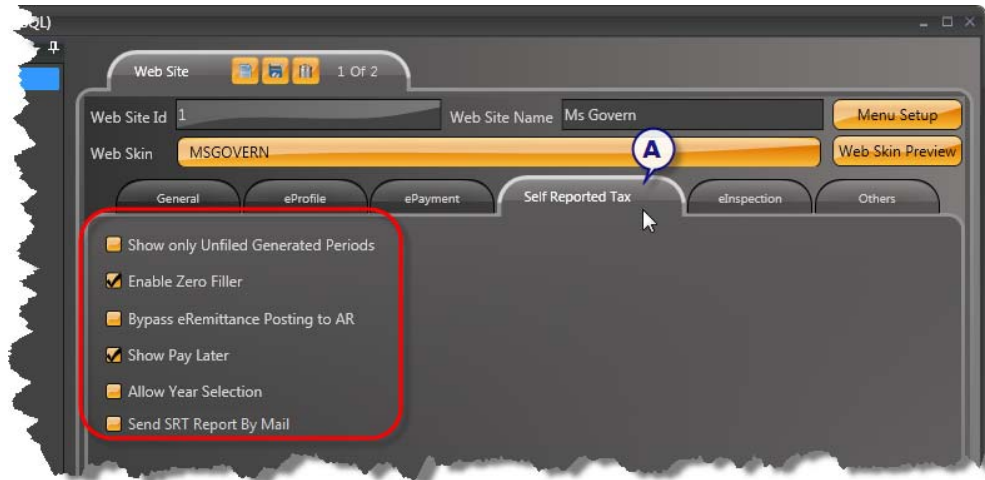 QL)
Web Site 1 Of 2
Web Site Id 1 Web Site Name Ms Govern Menu Setup
Web Skin MSGOVERN Web Skin Preview
A
General eProfile ePayment Self Reported Tax eInspection Others
Show only Unfiled Generated Periods
Enable Zero Filler
Bypass eRemittance Posting to AR
Show Pay Later
Allow Year Selection
Send SRT Report By Mail